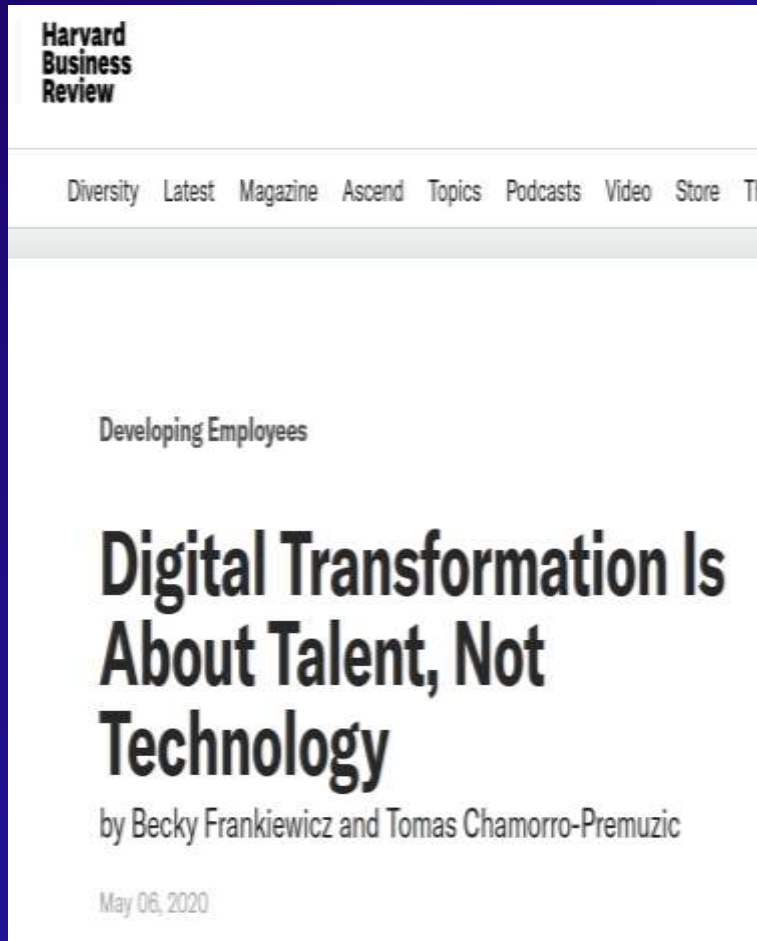 Harvard
Business
Review
Diversity Latest Magazine Ascend Topics Podcasts Video Store
Developing Employees
Digital Transformation Is
About Talent, Not
Technology
by Becky Frankiewicz and Tomas Chamorro-Premuzic
May 06, 2020